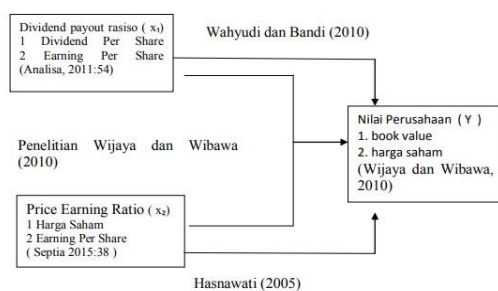 Dividend payout rasiso ( x₁)
1 Dividend Per Share
2 Earning Per Share
(Analisa, 2011:54)
Wahyudi dan Bandi (2010)
Nilai Perusahaan ( Y )
1. book value
2. harga saham
(Wijaya dan Wibawa,
2010)
Penelitian Wijaya dan Wibawa
(2010)
Price Earning Ratio ( x₂)
1 Harga Saham
2 Earning Per Share
( Septia 2015:38 )
Hasnawati (2005)